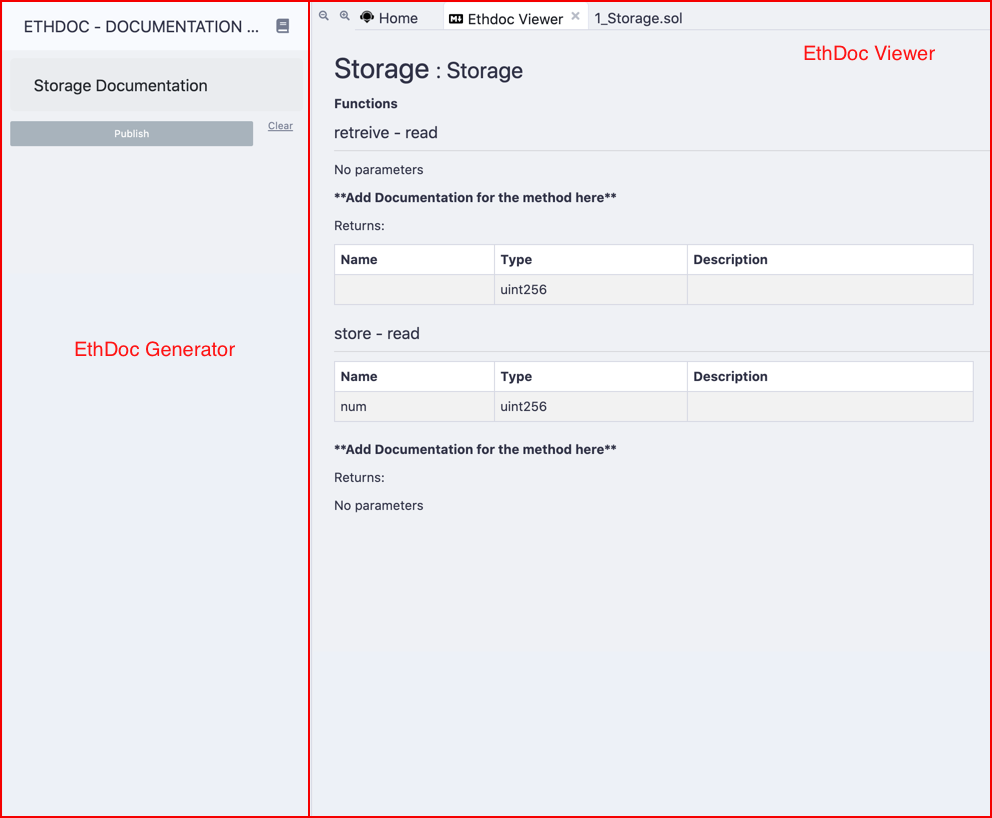 ETHDOC - DOCUMENTATION ...
Storage Documentation
Publish
Clear
EthDoc Generator
Home
Ethdoc Viewer
1_Storage.sol
EthDoc Viewer
Storage : Storage
Functions
retreive - read
No parameters
**Add Documentation for the method here**
Returns:
Name Type Description
uint256
store - read
Name Type Description
num uint256
**Add Documentation for the method here**
Returns:
No parameters